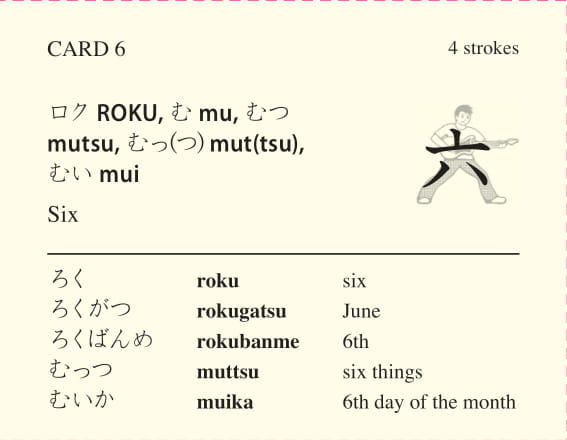 CARD 6 4 strokes
ロク ROKU, む mu, むつ
mutsu, むっ(つ) mut(tsu),
むい mui
六
Six
ろく roku six
ろくがつ rokugatsu June
ろくばんめ rokubanme 6th
むっつ muttsu six things
むいか muika 6th day of the month